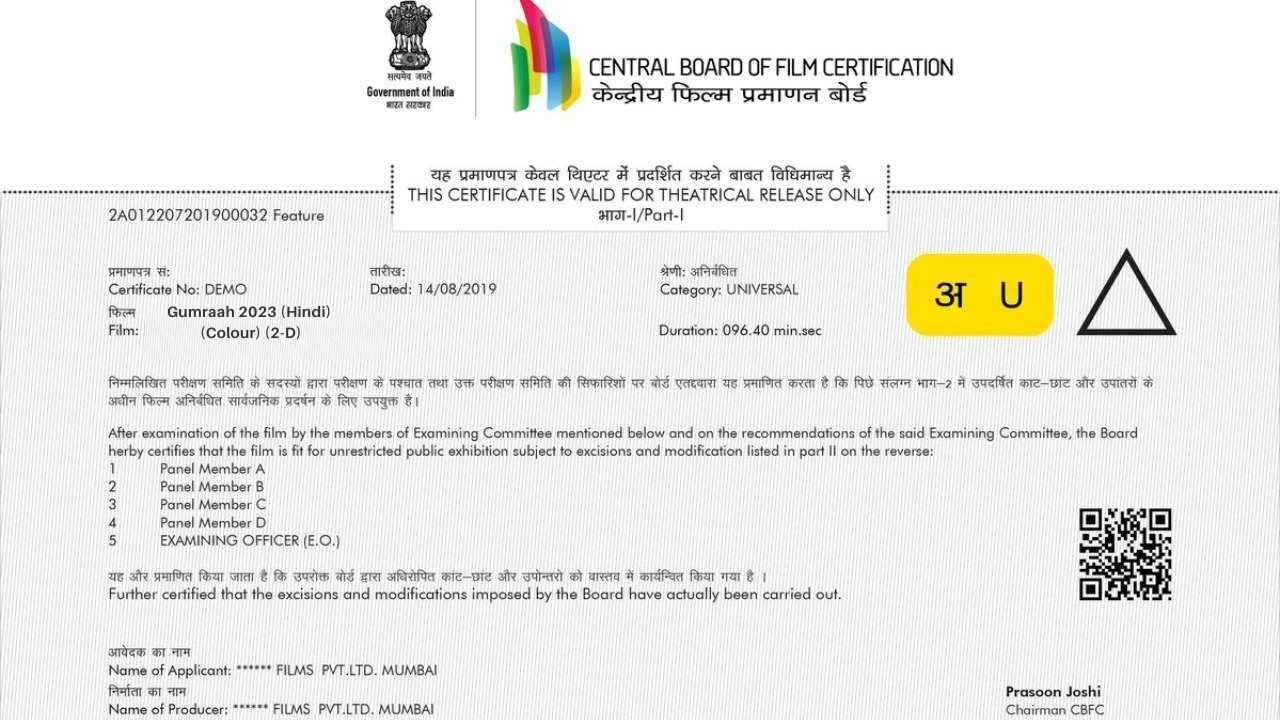 सत्यमेव जयते
Government of India
भारत सरकार
CENTRAL BOARD OF FILM CERTIFICATION
केन्द्रीय फिल्म प्रमाणन बोर्ड
यह प्रमाणपत्र केवल थिएटर में प्रदर्शित करने बाबत विधिमान्य है
THIS CERTIFICATE IS VALID FOR THEATRICAL RELEASE ONLY
भाग-I/Part-I
2A012207201900032 Feature
प्रमाणपत्र सं: तारीख: श्रेणी: अनिर्बंधित
Certificate No: DEMO Dated: 14/08/2019 Category: UNIVERSAL
अ U
फिल्म Gumraah 2023 (Hindi)
Film: (Colour) (2-D) Duration: 096.40 min.sec
निम्मलिखित परीक्षण समिति के सदस्यों द्वारा परीक्षण के पश्चात तथा उक्त परीक्षण समिति की सिफारिशों पर बोर्ड एतद्दवारा यह प्रमाणित करता है कि पिछे संलग्न भाग–2 में उपदर्षित काट–छांट और उपांतरों के
अधीन फिल्म अनिर्बंधित सार्वजनिक प्रदर्षन के लिए उपयुक्त है।
After examination of the film by the members of Examining Committee mentioned below and on the recommendations of the said Examining Committee, the Board
herby certifies that the film is fit for unrestricted public exhibition subject to excisions and modification listed in part II on the reverse:
1 Panel Member A
2 Panel Member B
3 Panel Member C
4 Panel Member D
5 EXAMINING OFFICER (E.O.)
यह और प्रमाणित किया जाता है कि उपरोक्त बोर्ड द्वारा अधिरोपित कांट–छांट और उपोन्तरो को वास्तव में कार्यन्वित किया गया है ।
Further certified that the excisions and modifications imposed by the Board have actually been carried out.
आवेदक का नाम
Name of Applicant: ****** FILMS PVT.LTD. MUMBAI
निर्माता का नाम
Name of Producer: ****** FILMS PVT.LTD. MUMBAI
Prasoon Joshi
Chairman CBFC